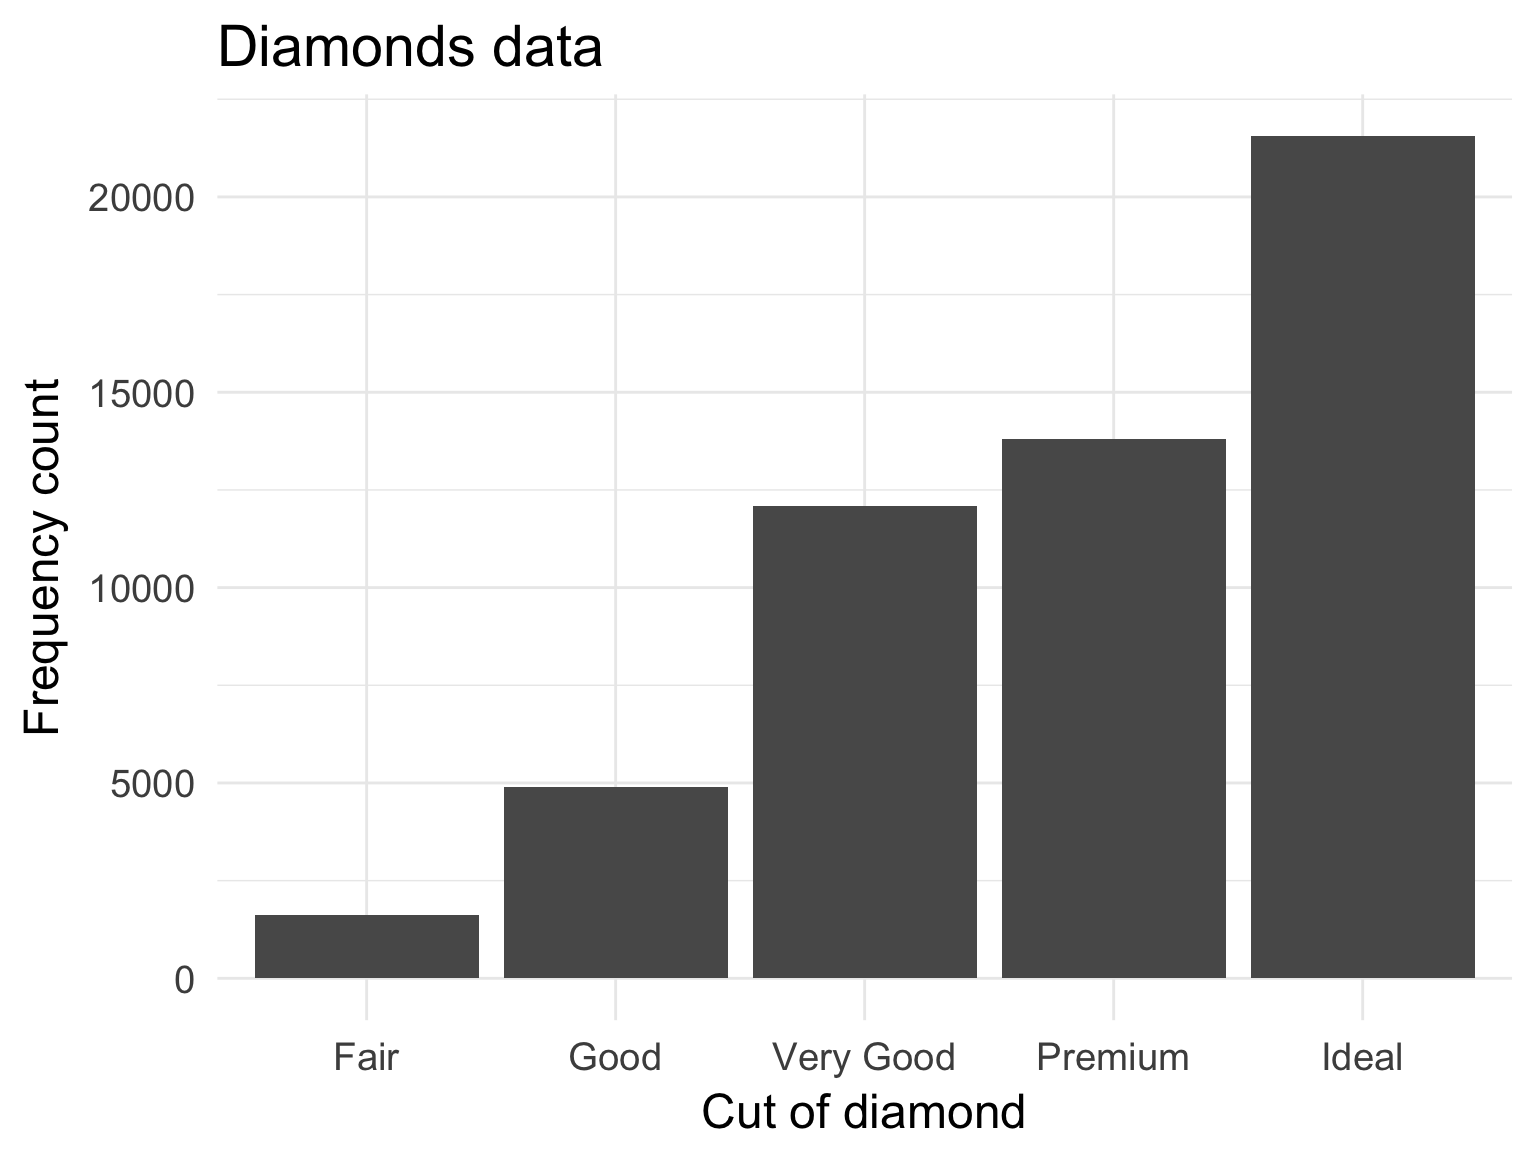 Diamonds data
Frequency count
20000
15000
10000
5000
0
Fair Good Very Good Premium Ideal
Cut of diamond